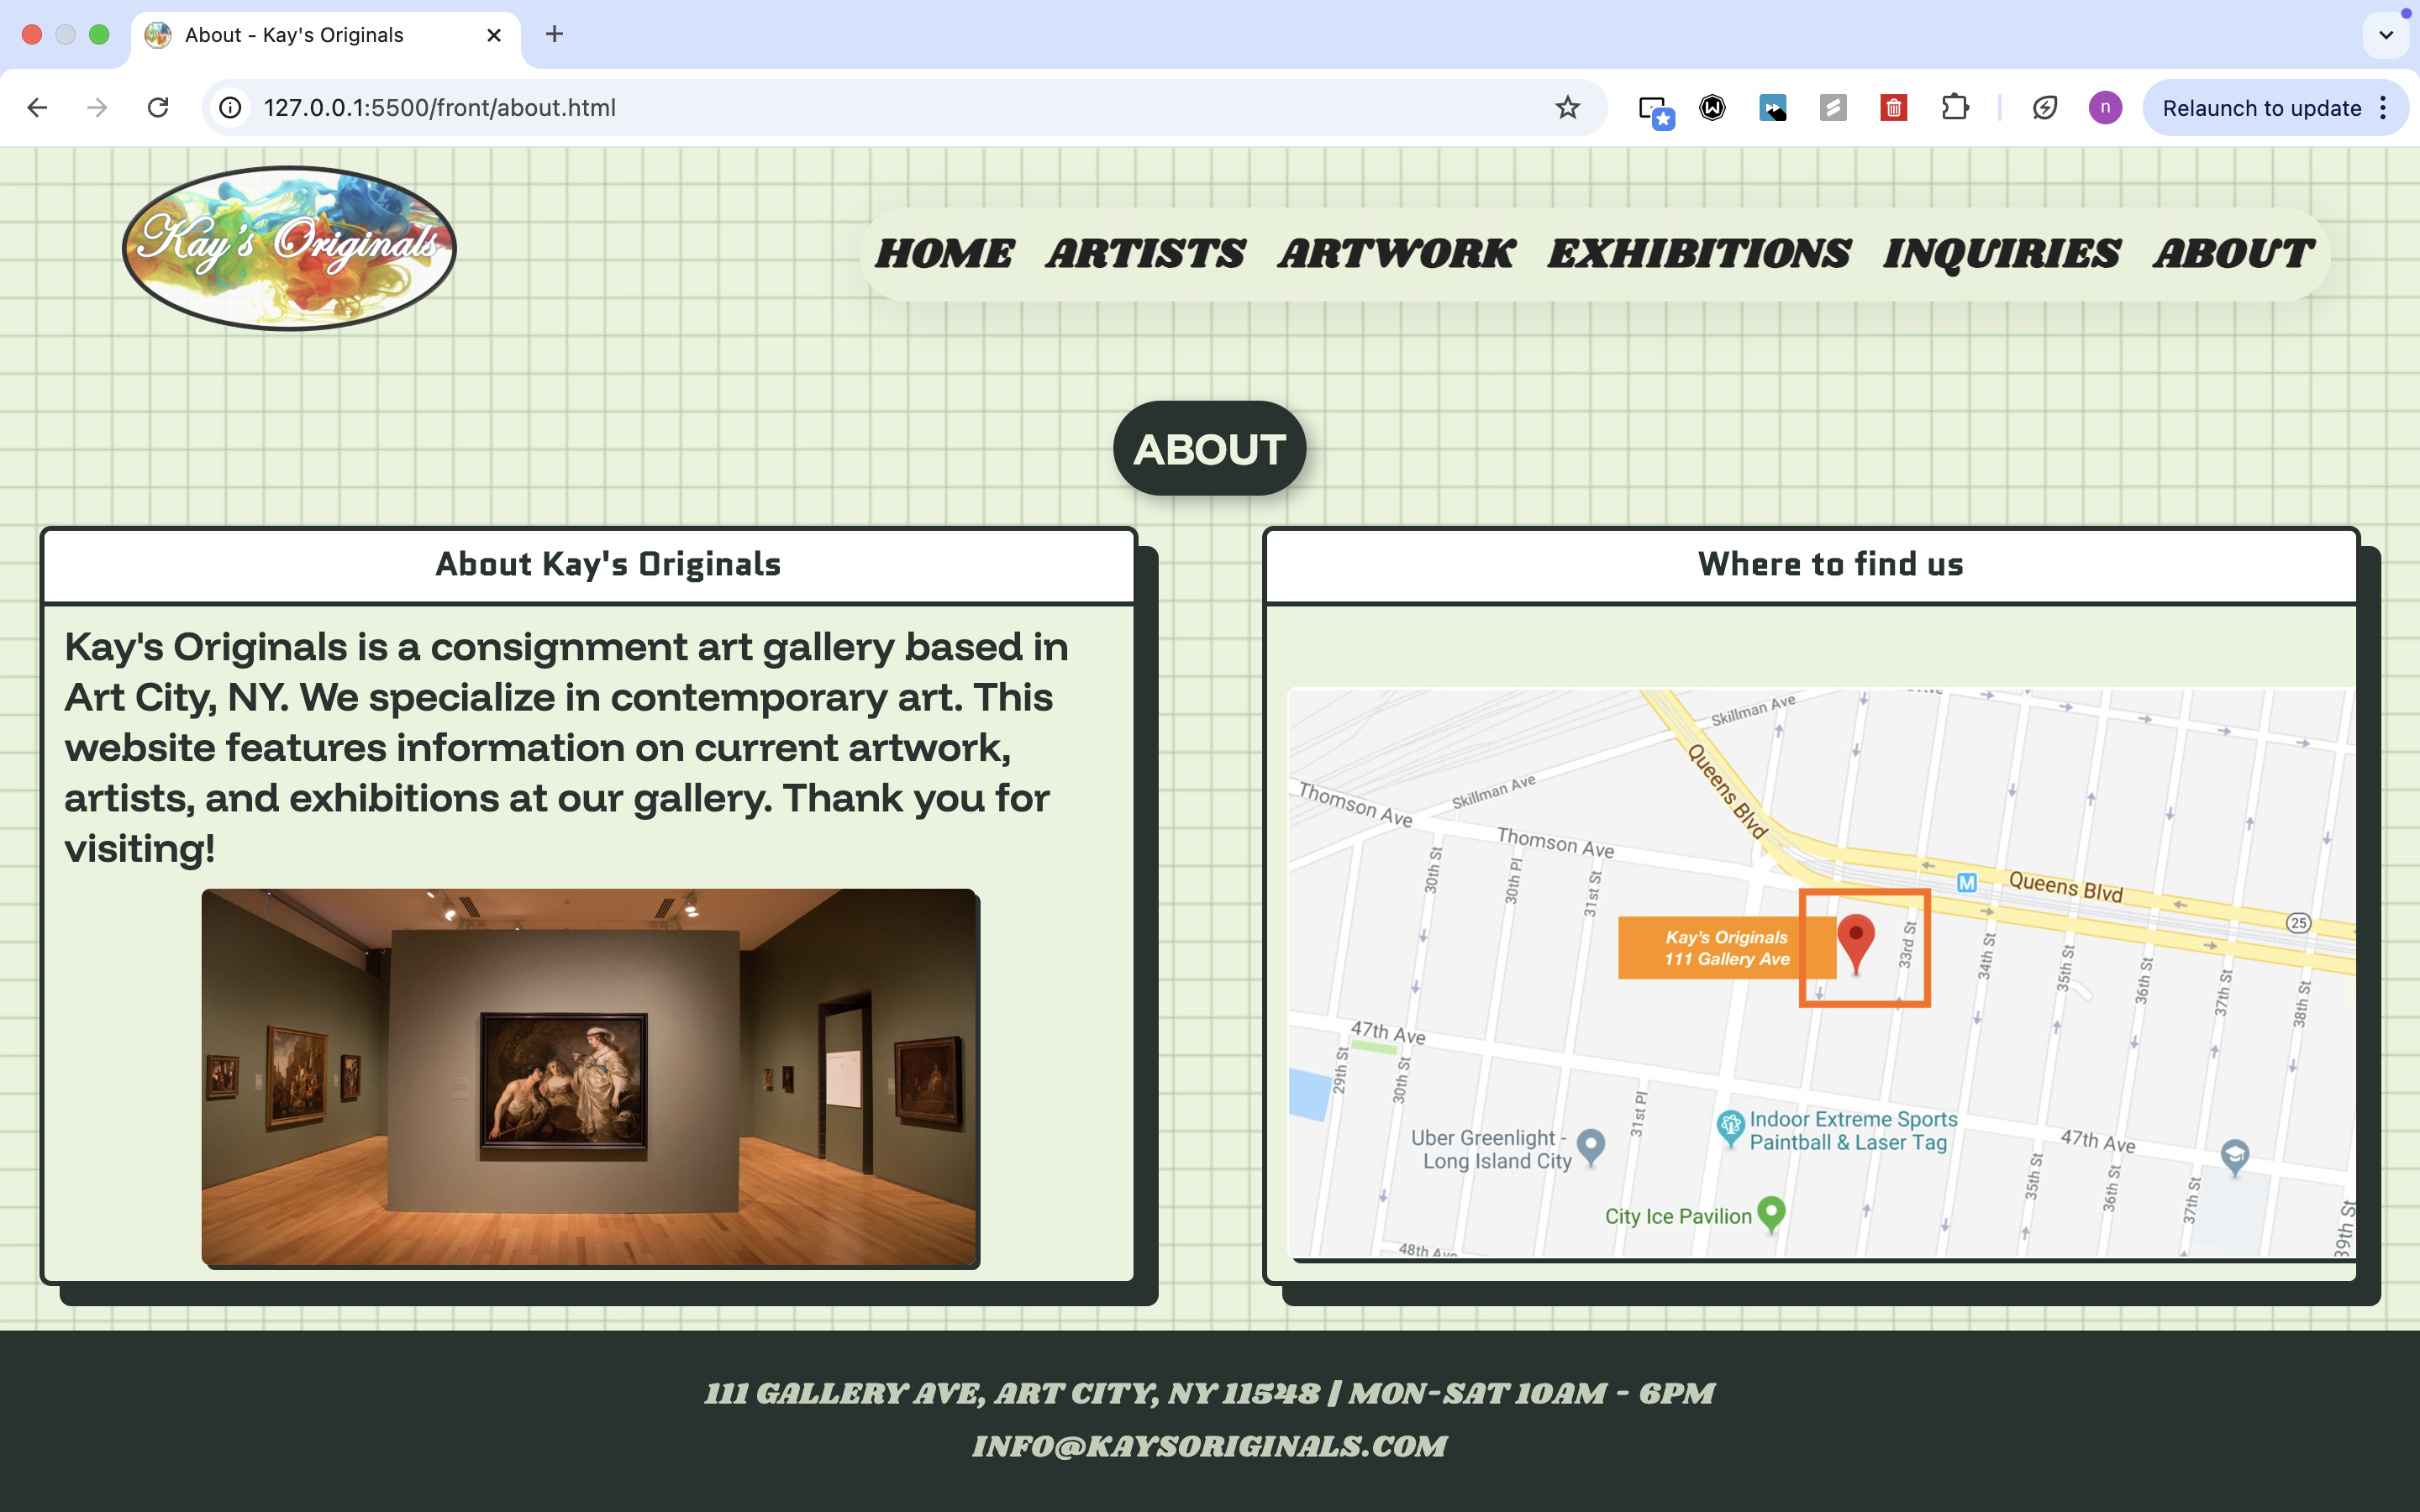 About - Kay's Originals
127.0.0.1:5500/front/about.html
n
Relaunch to update
Kay's Originals
HOME ARTISTS ARTWORK EXHIBITIONS INQUIRIES ABOUT
ABOUT
About Kay's Originals
Kay's Originals is a consignment art gallery based in
Art City, NY. We specialize in contemporary art. This
website features information on current artwork,
artists, and exhibitions at our gallery. Thank you for
visiting!
Where to find us
Skillman Ave
Skillman Ave
Queens Blvd
Thomson Ave
Thomson Ave
30th St
30th Pl
31st St
M
Queens Blvd
25
Kay's Originals
111 Gallery Ave
33rd St
34th St
35th St
36th St
37th St
38th St
47th Ave
29th St
30th St
31st Pl
Indoor Extreme Sports
Paintball & Laser Tag
47th Ave
Uber Greenlight -
Long Island City
35th St
36th St
37th St
39th St
City Ice Pavilion
48th Ave
111 GALLERY AVE, ART CITY, NY 11548 | MON-SAT 10AM - 6PM
INFO@KAYSORIGINALS.COM